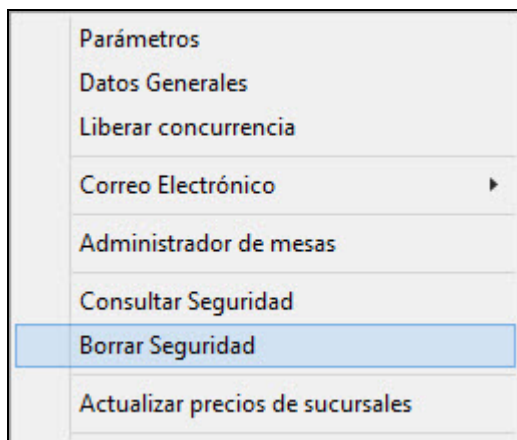 Parámetros
Datos Generales
Liberar concurrencia
Correo Electrónico
Administrador de mesas
Consultar Seguridad
Borrar Seguridad
Actualizar precios de sucursales